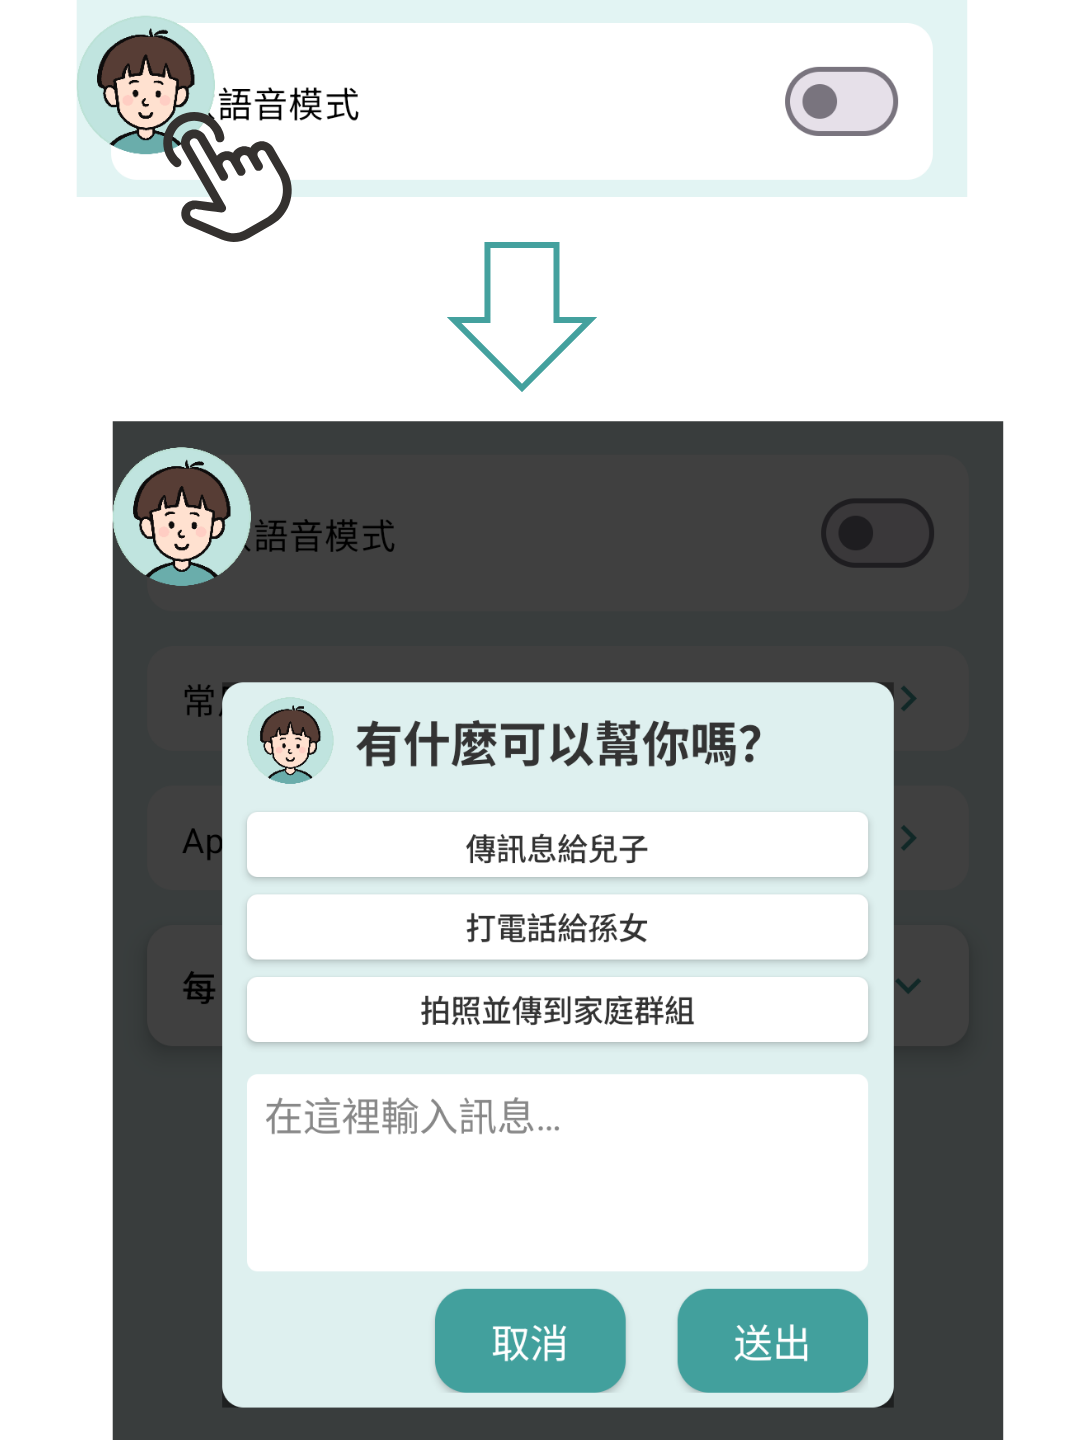 語音模式
語音模式
常
Ap
每
有什麼可以幫你嗎?
傳訊息給兒子
打電話給孫女
拍照並傳到家庭群組
在這裡輸入訊息...
取消
送出